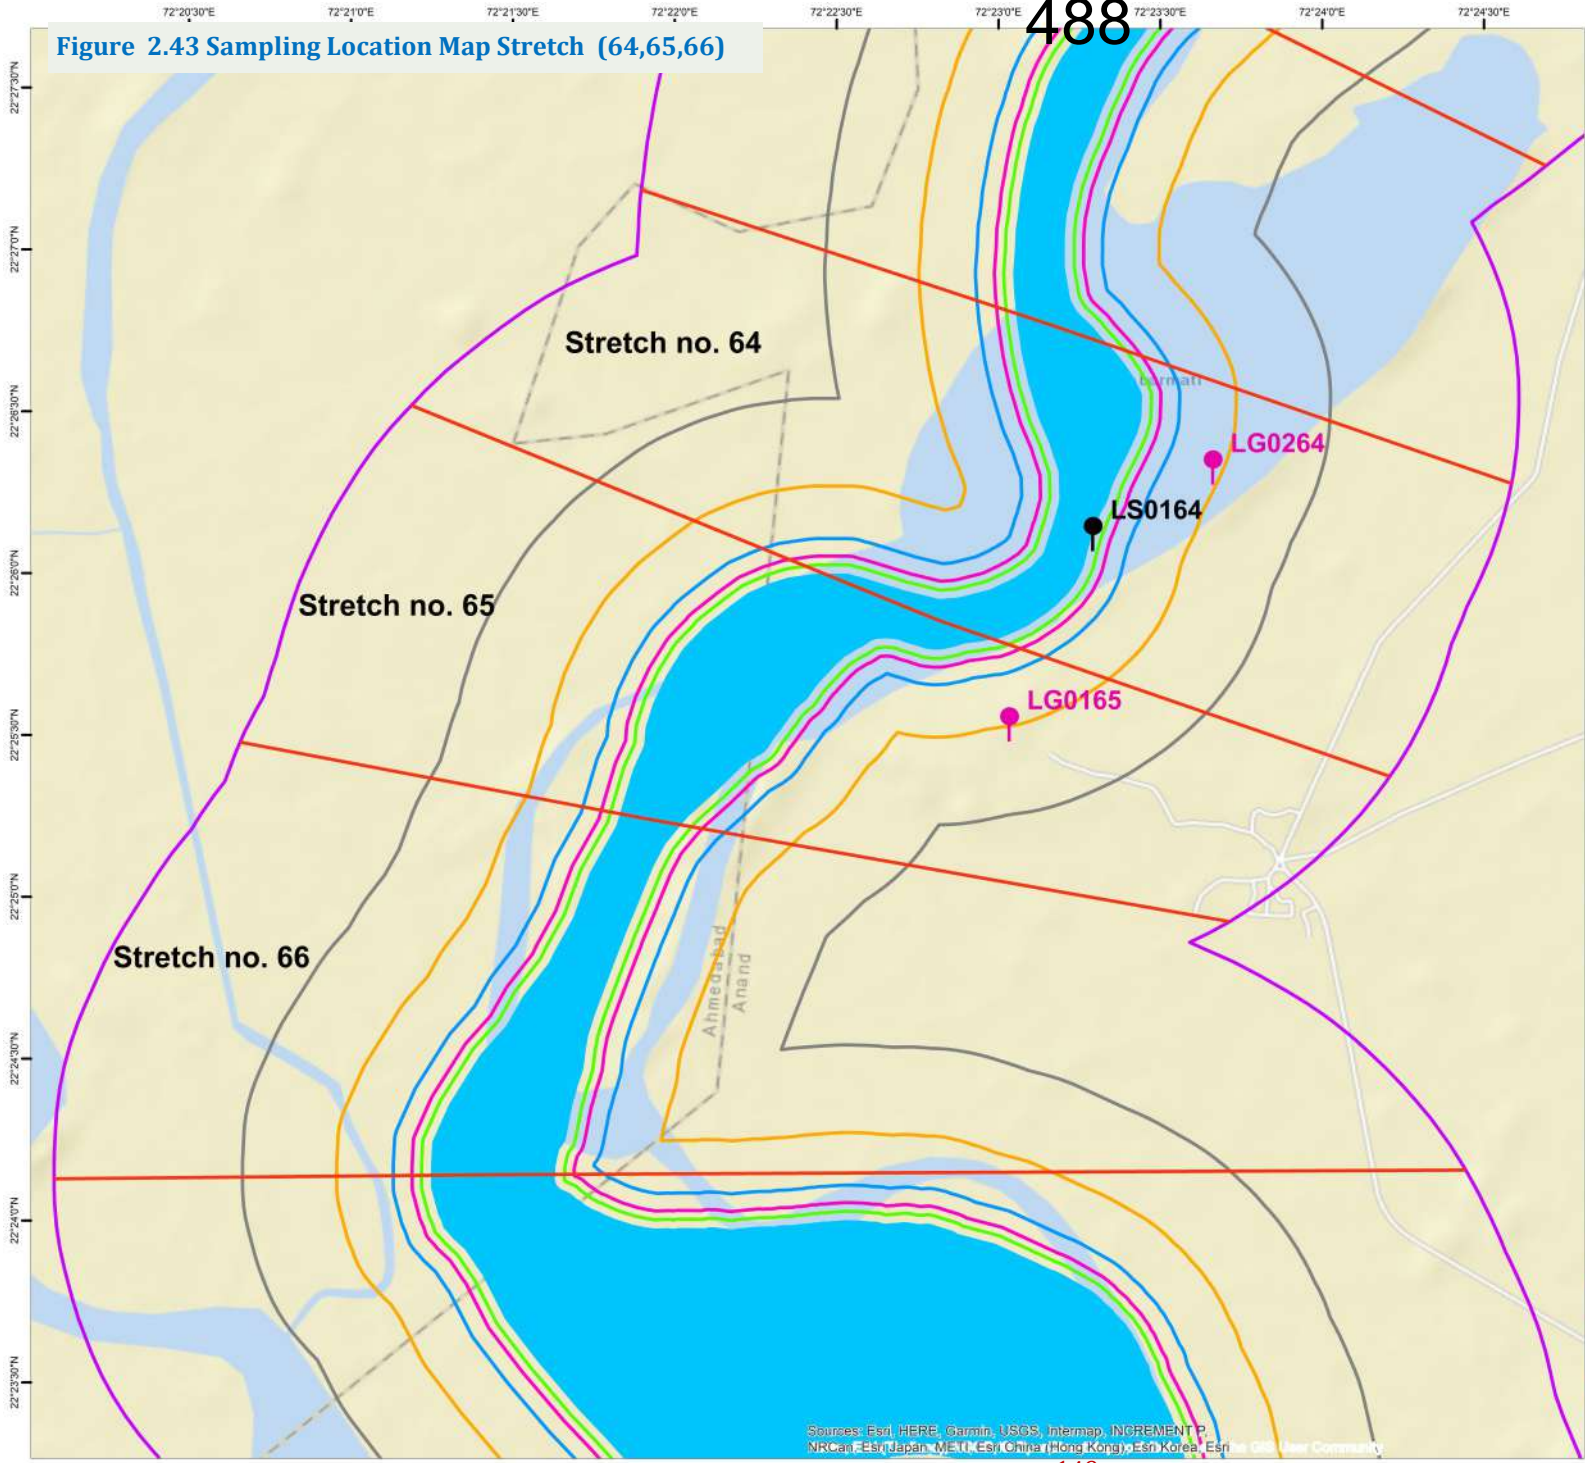 72°20'30"E 72°21'0"E 72°21'30"E 72°22'0"E 72°22'30"E 72°23'0"E 72°23'30"E 72°24'0"E 72°24'30"E
488
Figure 2.43 Sampling Location Map Stretch (64,65,66)
22°27'30"N
22°27'0"N
Stretch no. 64
22°26'30"N
LG0264
LS0164
22°26'0"N
Stretch no. 65
LG0165
22°25'30"N
22°25'0"N
Stretch no. 66
Ahmedabad
Anand
22°24'30"N
22°24'0"N
22°23'30"N
Sources: Esri, HERE, Garmin, USGS, Intermap, INCREMENT P,
NRCan, Esri Japan, METI, Esri China (Hong Kong), Esri Korea, Esri
the GIS User Community